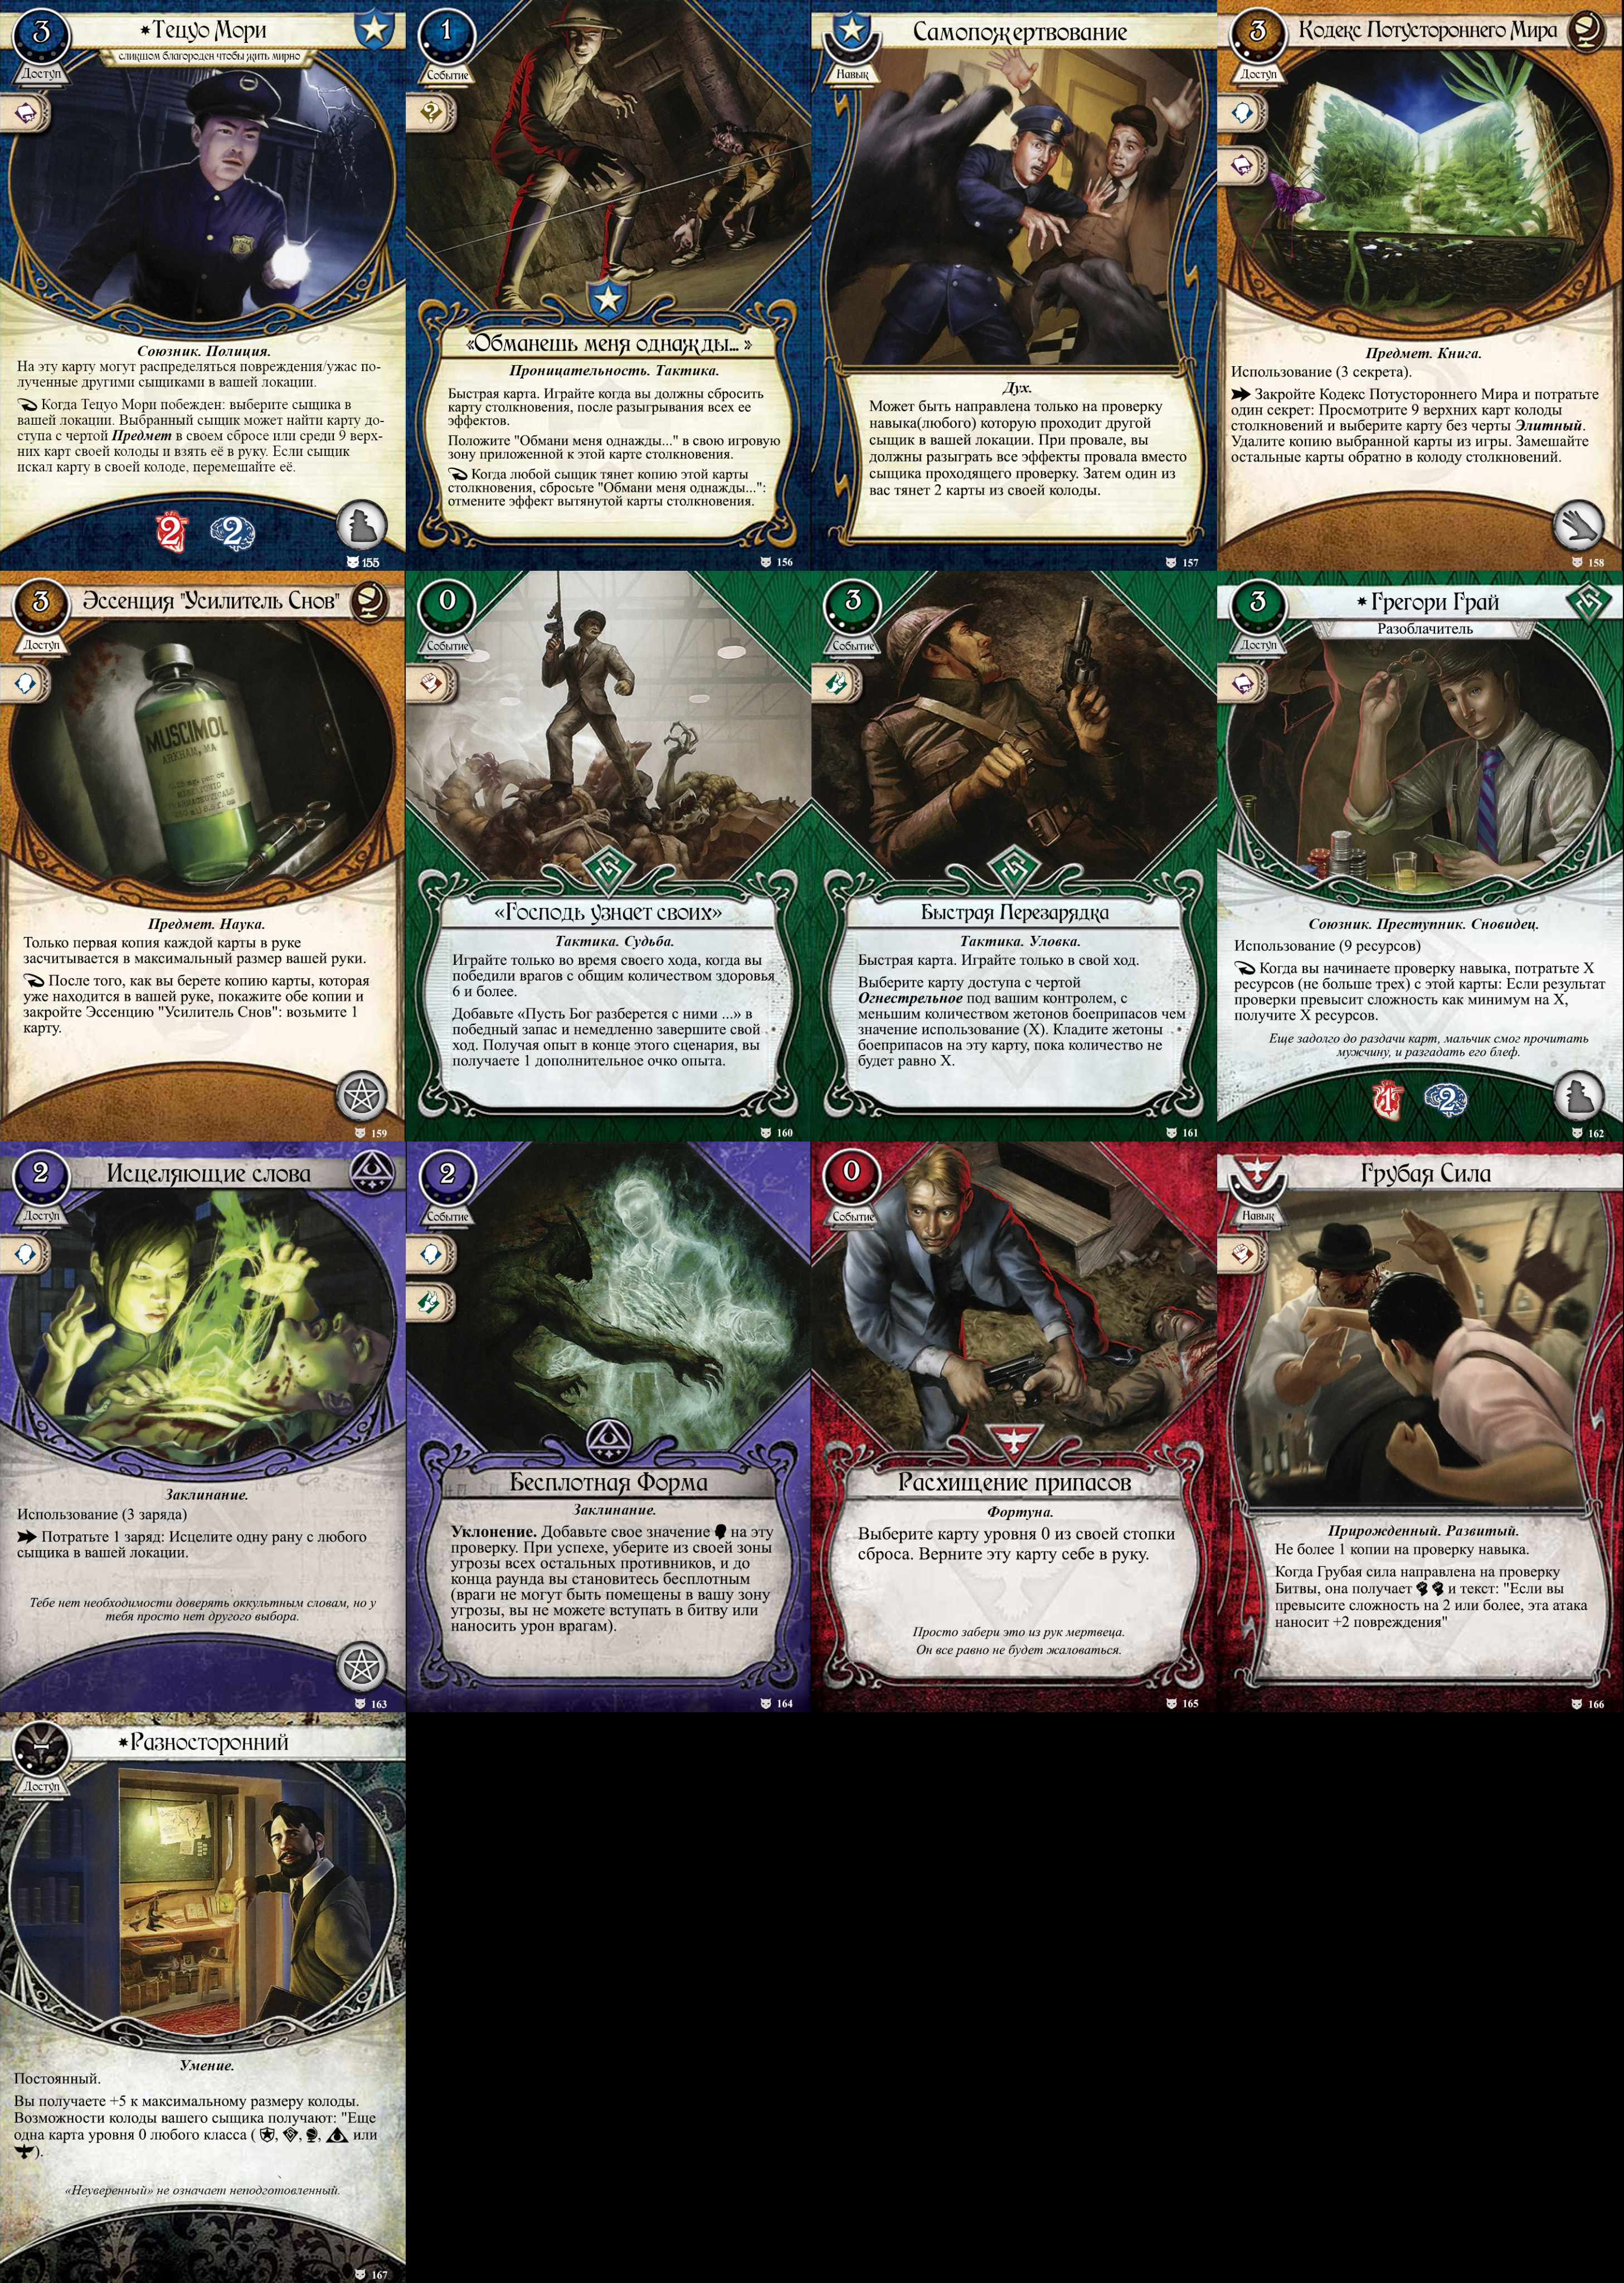 3
✶Тецуо Мори
слишком благороден чтобы жить мирно
Доступ
Союзник. Полиция.
На эту карту могут распределяться повреждения/ужас по-
лученные другими сыщиками в вашей локации.
Когда Тецуо Мори побежден: выберите сыщика в
вашей локации. Выбранный сыщик может найти карту до-
ступа с чертой Предмет в своем сбросе или среди 9 верх-
них карт своей колоды и взять её в руку. Если сыщик
искал карту в своей колоде, перемешайте её.
2
2
155
1
Событие
?
«Обманешь меня однажды... »
Проницательность. Тактика.
Быстрая карта. Играйте когда вы должны сбросить
карту столкновения, после разыгрывания всех ее
эффектов.
Положите "Обмани меня однажды..." в свою игровую
зону приложенной к этой карте столкновения.
Когда любой сыщик тянет копию этой карты
столкновения, сбросьте "Обмани меня однажды...":
отмените эффект вытянутой карты столкновения.
156
Самопожертвование
Навык
Дух.
Может быть направлена только на проверку
навыка(любого) которую проходит другой
сыщик в вашей локации. При провале, вы
должны разыграть все эффекты провала вместо
сыщика проходящего проверку. Затем один из
вас тянет 2 карты из своей колоды.
157
3
Кодекс Потустороннего Мира
Доступ
Предмет. Книга.
Использование (3 секрета).
Закройте Кодекс Потустороннего Мира и потратьте
один секрет: Просмотрите 9 верхних карт колоды
столкновений и выберите карту без черты Элитный.
Удалите копию выбранной карты из игры. Замешайте
остальные карты обратно в колоду столкновений.
158
3
Эссенция "Усилитель Снов"
Доступ
MUSCIMOL
ARKHAM, MA
Предмет. Наука.
Только первая копия каждой карты в руке
засчитывается в максимальный размер вашей руки.
После того, как вы берете копию карты, которая
уже находится в вашей руке, покажите обе копии и
закройте Эссенцию "Усилитель Снов": возьмите 1
карту.
159
0
Событие
«Господь узнает своих»
Тактика. Судьба.
Играйте только во время своего хода, когда вы
победили врагов с общим количеством здоровья
6 и более.
Добавьте «Пусть Бог разберется с ними ...» в
победный запас и немедленно завершите свой
ход. Получая опыт в конце этого сценария, вы
получаете 1 дополнительное очко опыта.
160
3
Событие
Быстрая Перезарядка
Тактика. Уловка.
Быстрая карта. Играйте только в свой ход.
Выберите карту доступа с чертой
Огнестрельное под вашим контролем, с
меньшим количеством жетонов боеприпасов чем
значение использование (X). Кладите жетоны
боеприпасов на эту карту, пока количество не
будет равно X.
161
3
✶Грегори Грай
Разоблачитель
Доступ
Союзник. Преступник. Сновидец.
Использование (9 ресурсов)
Когда вы начинаете проверку навыка, потратьте X
ресурсов (не больше трех) с этой карты: Если результат
проверки превысит сложность как минимум на X,
получите X ресурсов.
Еще задолго до раздачи карт, мальчик смог прочитать
мужчину, и разгадать его блеф.
1
2
162
2
Исцеляющие слова
Доступ
Заклинание.
Использование (3 заряда)
Потратьте 1 заряд: Исцелите одну рану с любого
сыщика в вашей локации.
Тебе нет необходимости доверять оккультным словам, но у
тебя просто нет другого выбора.
163
2
Событие
Бесплотная Форма
Заклинание.
Уклонение. Добавьте свое значение на эту
проверку. При успехе, уберите из своей зоны
угрозы всех остальных противников, и до
конца раунда вы становитесь бесплотным
(враги не могут быть помещены в вашу зону
угрозы, вы не можете вступать в битву или
наносить урон врагам).
164
0
Событие
Расхищение припасов
Фортуна.
Выберите карту уровня 0 из своей стопки
сброса. Верните эту карту себе в руку.
Просто забери это из рук мертвеца.
Он все равно не будет жаловаться.
165
Грубая Сила
Навык
Прирожденный. Развитый.
Не более 1 копии на проверку навыка.
Когда Грубая сила направлена на проверку
Битвы, она получает и текст: "Если вы
превысите сложность на 2 или более, эта атака
наносит +2 повреждения"
166
-
✶Разносторонний
Доступ
Умение.
Постоянный.
Вы получаете +5 к максимальному размеру колоды.
Возможности колоды вашего сыщика получают: "Еще
одна карта уровня 0 любого класса ( , , , или
).
«Неуверенный» не означает неподготовленный.
167